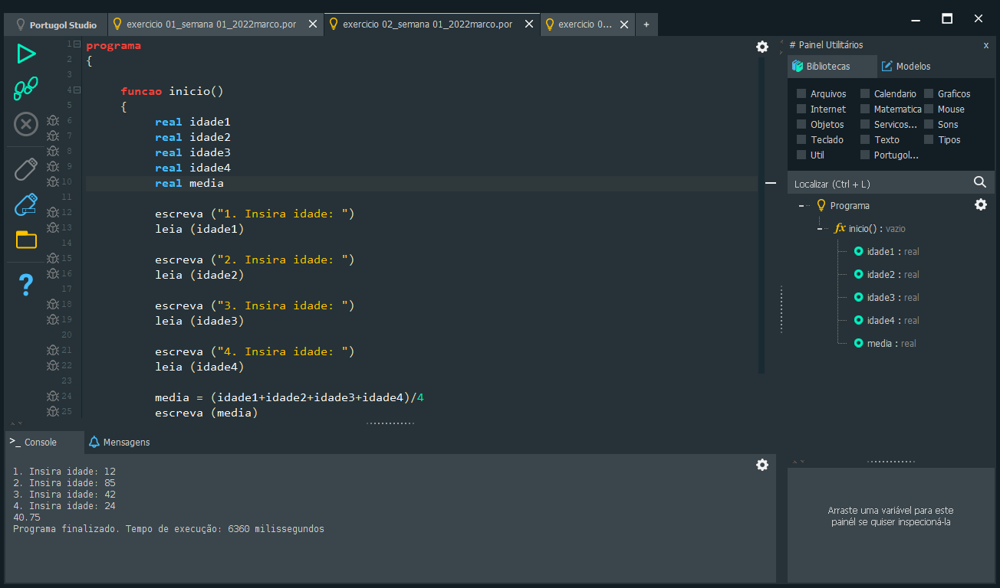 Portugol Studio
exercicio 01_semana 01_2022marco.por
exercicio 02_semana 01_2022marco.por
exercicio 0...
+
1 programa
2 {
3
4 funcao inicio()
5 {
6 real idade1
7 real idade2
8 real idade3
9 real idade4
10 real media
11
12 escreva ("1. Insira idade: ")
13 leia (idade1)
14
15 escreva ("2. Insira idade: ")
16 leia (idade2)
17
18 escreva ("3. Insira idade: ")
19 leia (idade3)
20
21 escreva ("4. Insira idade: ")
22 leia (idade4)
23
24 media = (idade1+idade2+idade3+idade4)/4
25 escreva (media)
?
>_ Console
Mensagens
1. Insira idade: 12
2. Insira idade: 85
3. Insira idade: 42
4. Insira idade: 24
40.75
Programa finalizado. Tempo de execução: 6360 milissegundos
# Painel Utilitários x
Bibliotecas Modelos
Arquivos Calendario Graficos
Internet Matematica Mouse
Objetos Servicos... Sons
Teclado Texto Tipos
Util Portugol...
Localizar (Ctrl + L)
Programa
fx inicio() : vazio
idade1 : real
idade2 : real
idade3 : real
idade4 : real
media : real
Arraste uma variável para este
painél se quiser inspecioná-la